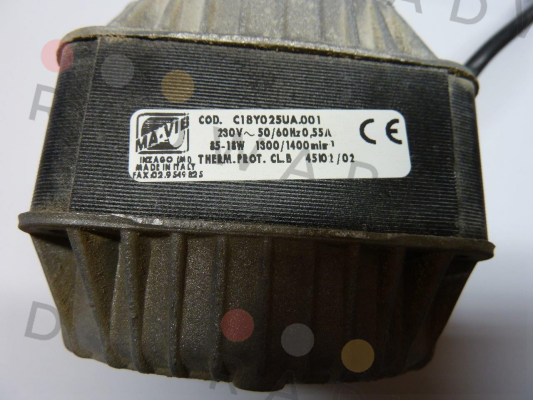 COD. C18Y025UA.001
230V~ 50/60Hz 0,55A
85-18W 1300/1400min-1
THERM. PROT. CL.B 45102/02
MA-VIB
INZAGO (MI)
MADE IN ITALY
FAX:02.9549825
CE